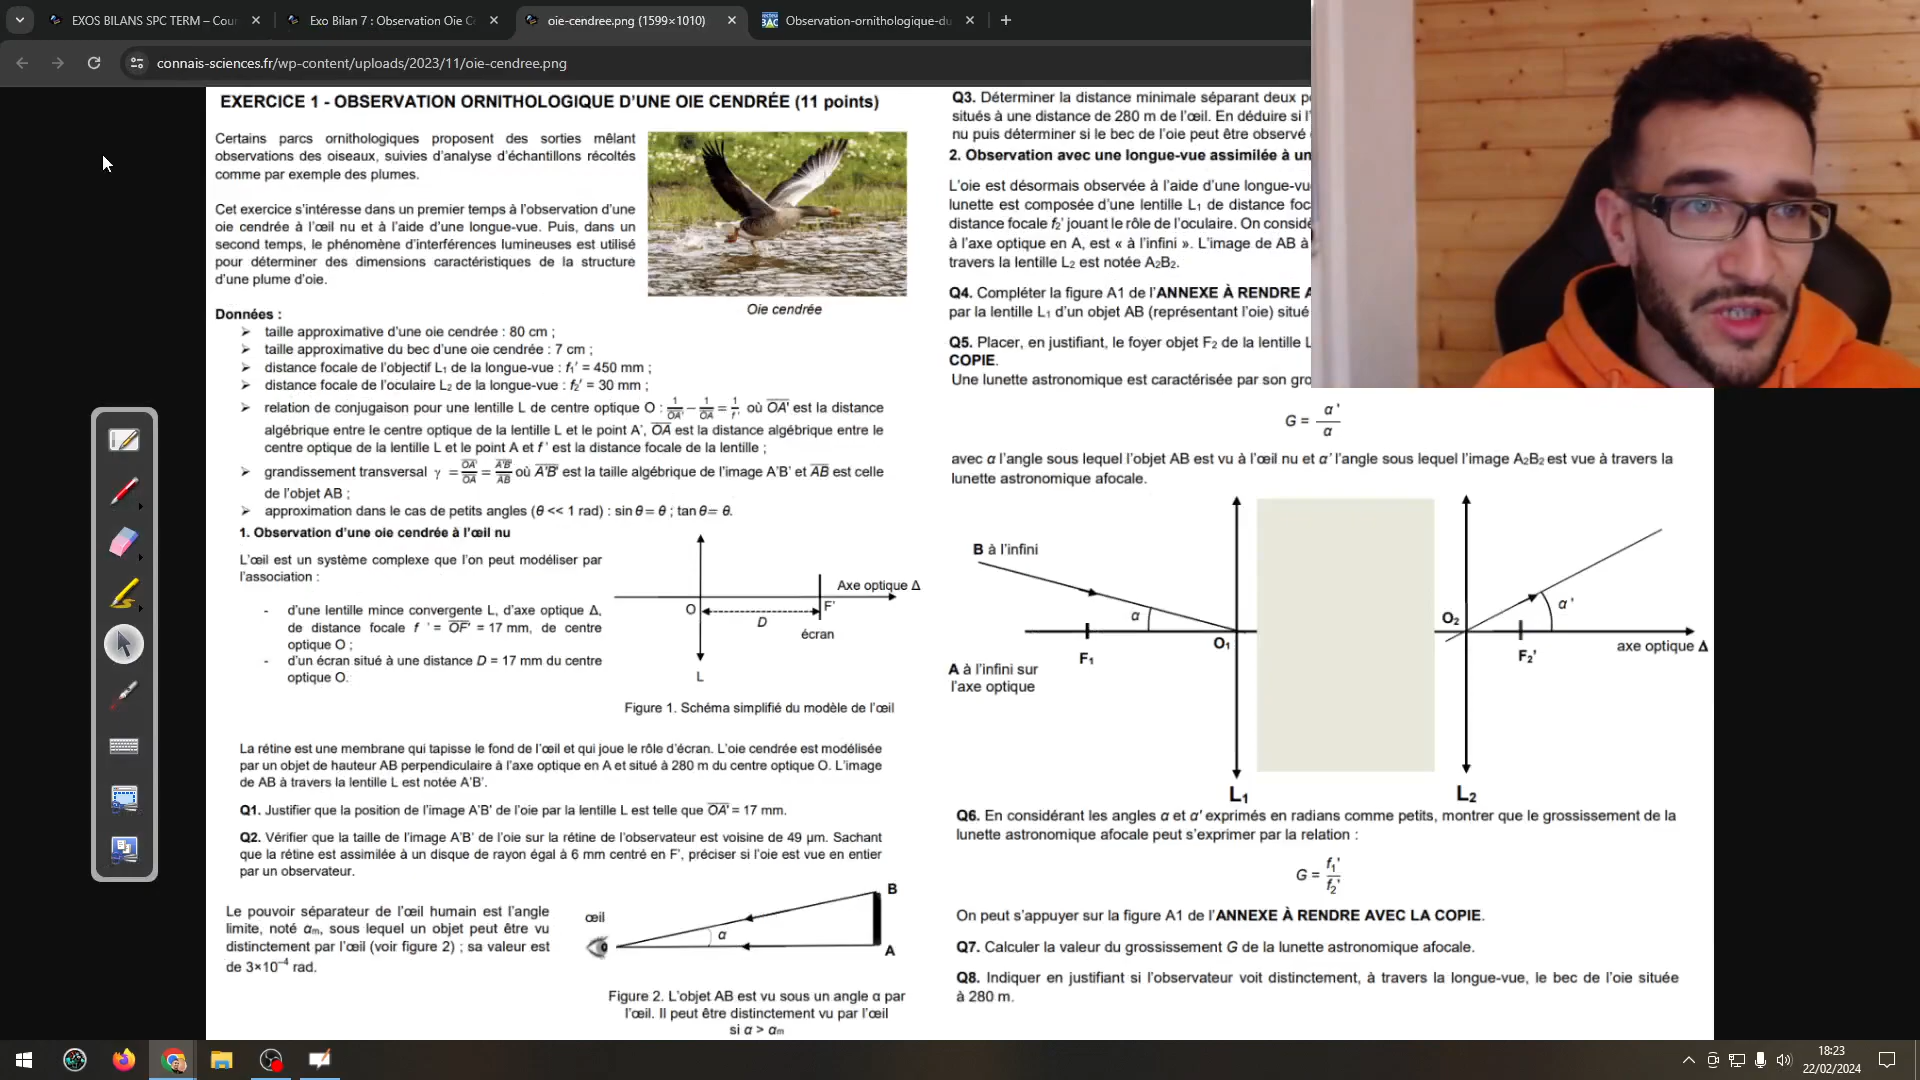 EXOS BILANS SPC TERM – Cou
Exo Bilan 7 : Observation Oie C
oie-cendree.png (1599×1010)
Observation-ornithologique-du
connais-sciences.fr/wp-content/uploads/2023/11/oie-cendree.png
EXERCICE 1 - OBSERVATION ORNITHOLOGIQUE D'UNE OIE CENDRÉE (11 points)
Certains parcs ornithologiques proposent des sorties mêlant
observations des oiseaux, suivies d'analyse d'échantillons récoltés
comme par exemple des plumes.
Cet exercice s'intéresse dans un premier temps à l'observation d'une
oie cendrée à l'œil nu et à l'aide d'une longue-vue. Puis, dans un
second temps, le phénomène d'interférences lumineuses est utilisé
pour déterminer des dimensions caractéristiques de la structure
d'une plume d'oie.
Oie cendrée
Données :
➢ taille approximative d'une oie cendrée : 80 cm ;
➢ taille approximative du bec d'une oie cendrée : 7 cm ;
➢ distance focale de l'objectif L₁ de la longue-vue : f₁' = 450 mm ;
➢ distance focale de l'oculaire L₂ de la longue-vue : f₂' = 30 mm ;
➢ relation de conjugaison pour une lentille L de centre optique O : 1/OA' − 1/OA = 1/f' où OA' est la distance
algébrique entre le centre optique de la lentille L et le point A', OA est la distance algébrique entre le
centre optique de la lentille L et le point A et f' est la distance focale de la lentille ;
➢ grandissement transversal γ = OA'/OA = A'B'/AB où A'B' est la taille algébrique de l'image A'B' et AB est celle
de l'objet AB ;
➢ approximation dans le cas de petits angles (θ << 1 rad) : sin θ = θ ; tan θ = θ.
1. Observation d'une oie cendrée à l'œil nu
L'œil est un système complexe que l'on peut modéliser par
l'association :
- d'une lentille mince convergente L, d'axe optique Δ,
de distance focale f ' = OF' = 17 mm, de centre
optique O ;
- d'un écran situé à une distance D = 17 mm du centre
optique O.
Axe optique Δ
O
F'
D
écran
L
Figure 1. Schéma simplifié du modèle de l'œil
La rétine est une membrane qui tapisse le fond de l'œil et qui joue le rôle d'écran. L'oie cendrée est modélisée
par un objet de hauteur AB perpendiculaire à l'axe optique en A et situé à 280 m du centre optique O. L'image
de AB à travers la lentille L est notée A'B'.
Q1. Justifier que la position de l'image A'B' de l'oie par la lentille L est telle que OA' = 17 mm.
Q2. Vérifier que la taille de l'image A'B' de l'oie sur la rétine de l'observateur est voisine de 49 µm. Sachant
que la rétine est assimilée à un disque de rayon égal à 6 mm centré en F', préciser si l'oie est vue en entier
par un observateur.
Le pouvoir séparateur de l'œil humain est l'angle
limite, noté αₘ, sous lequel un objet peut être vu
distinctement par l'œil (voir figure 2) ; sa valeur est
de 3×10⁻⁴ rad.
œil
α
B
A
Figure 2. L'objet AB est vu sous un angle α par
l'œil. Il peut être distinctement vu par l'œil
si α > αₘ
Q3. Déterminer la distance minimale séparant deux p
situés à une distance de 280 m de l'œil. En déduire si l'
nu puis déterminer si le bec de l'oie peut être observé
2. Observation avec une longue-vue assimilée à un
L'oie est désormais observée à l'aide d'une longue-vu
lunette est composée d'une lentille L₁ de distance foc
distance focale f₂' jouant le rôle de l'oculaire. On consid
à l'axe optique en A, est « à l'infini ». L'image de AB à
travers la lentille L₂ est notée A₂B₂.
Q4. Compléter la figure A1 de l'ANNEXE À RENDRE A
par la lentille L₁ d'un objet AB (représentant l'oie) situé
Q5. Placer, en justifiant, le foyer objet F₂ de la lentille L
COPIE.
Une lunette astronomique est caractérisée par son gro
G = α'/α
avec α l'angle sous lequel l'objet AB est vu à l'œil nu et α' l'angle sous lequel l'image A₂B₂ est vue à travers la
lunette astronomique afocale.
B à l'infini
α
O₁
F₁
A à l'infini sur
l'axe optique
O₂
α'
F₂'
axe optique Δ
L₁
L₂
Q6. En considérant les angles α et α' exprimés en radians comme petits, montrer que le grossissement de la
lunette astronomique afocale peut s'exprimer par la relation :
G = f₁'/f₂'
On peut s'appuyer sur la figure A1 de l'ANNEXE À RENDRE AVEC LA COPIE.
Q7. Calculer la valeur du grossissement G de la lunette astronomique afocale.
Q8. Indiquer en justifiant si l'observateur voit distinctement, à travers la longue-vue, le bec de l'oie située
à 280 m.
18:23
22/02/2024